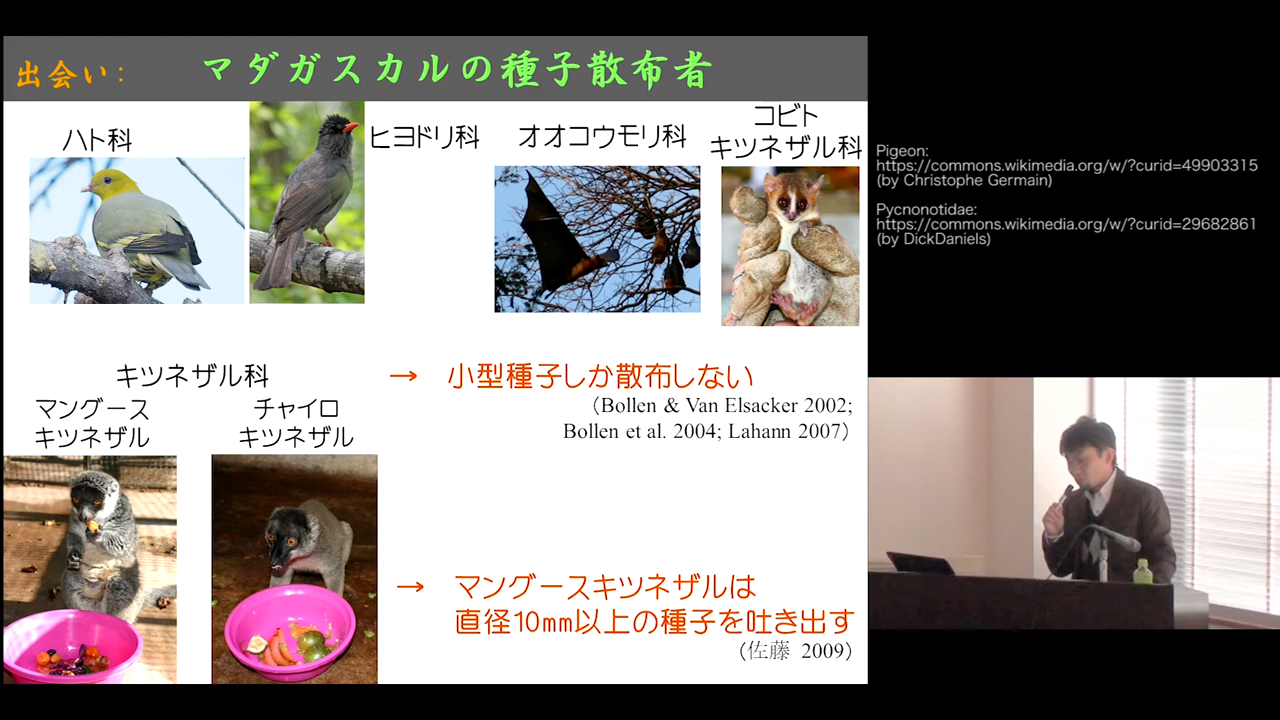 出会い: マダガスカルの種子散布者
ハト科
ヒヨドリ科
オオコウモリ科
コビト
キツネザル科
キツネザル科
→ 小型種子しか散布しない
(Bollen & Van Elsacker 2002;
Bollen et al. 2004; Lahann 2007)
マングース
キツネザル
チャイロ
キツネザル
→ マングースキツネザルは
直径10mm以上の種子を吐き出す
(佐藤 2009)
Pigeon:
https://commons.wikimedia.org/w/?curid=49903315
(by Christophe Germain)
Pycnonotidae:
https://commons.wikimedia.org/w/?curid=29682861
(by DickDaniels)